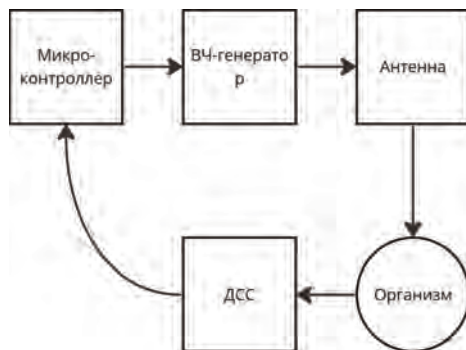 Микро-
контроллер
ВЧ-генерато
р
Антенна
ДСС
Организм